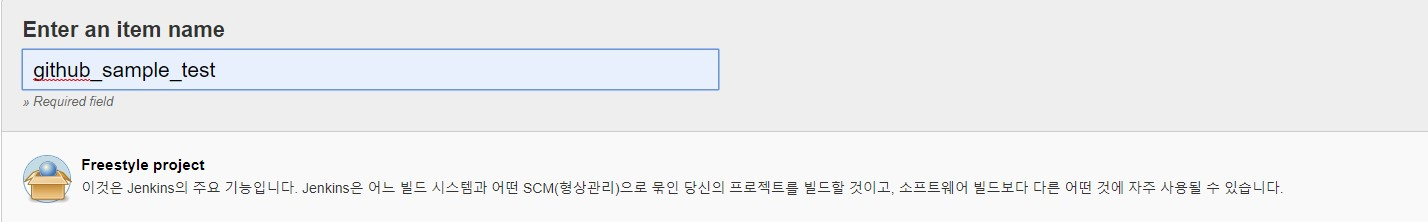 Enter an item name
github_sample_test
» Required field
Freestyle project
이것은 Jenkins의 주요 기능입니다. Jenkins은 어느 빌드 시스템과 어떤 SCM(형상관리)으로 묶인 당신의 프로젝트를 빌드할 것이고, 소프트웨어 빌드보다 다른 어떤 것에 자주 사용될 수 있습니다.